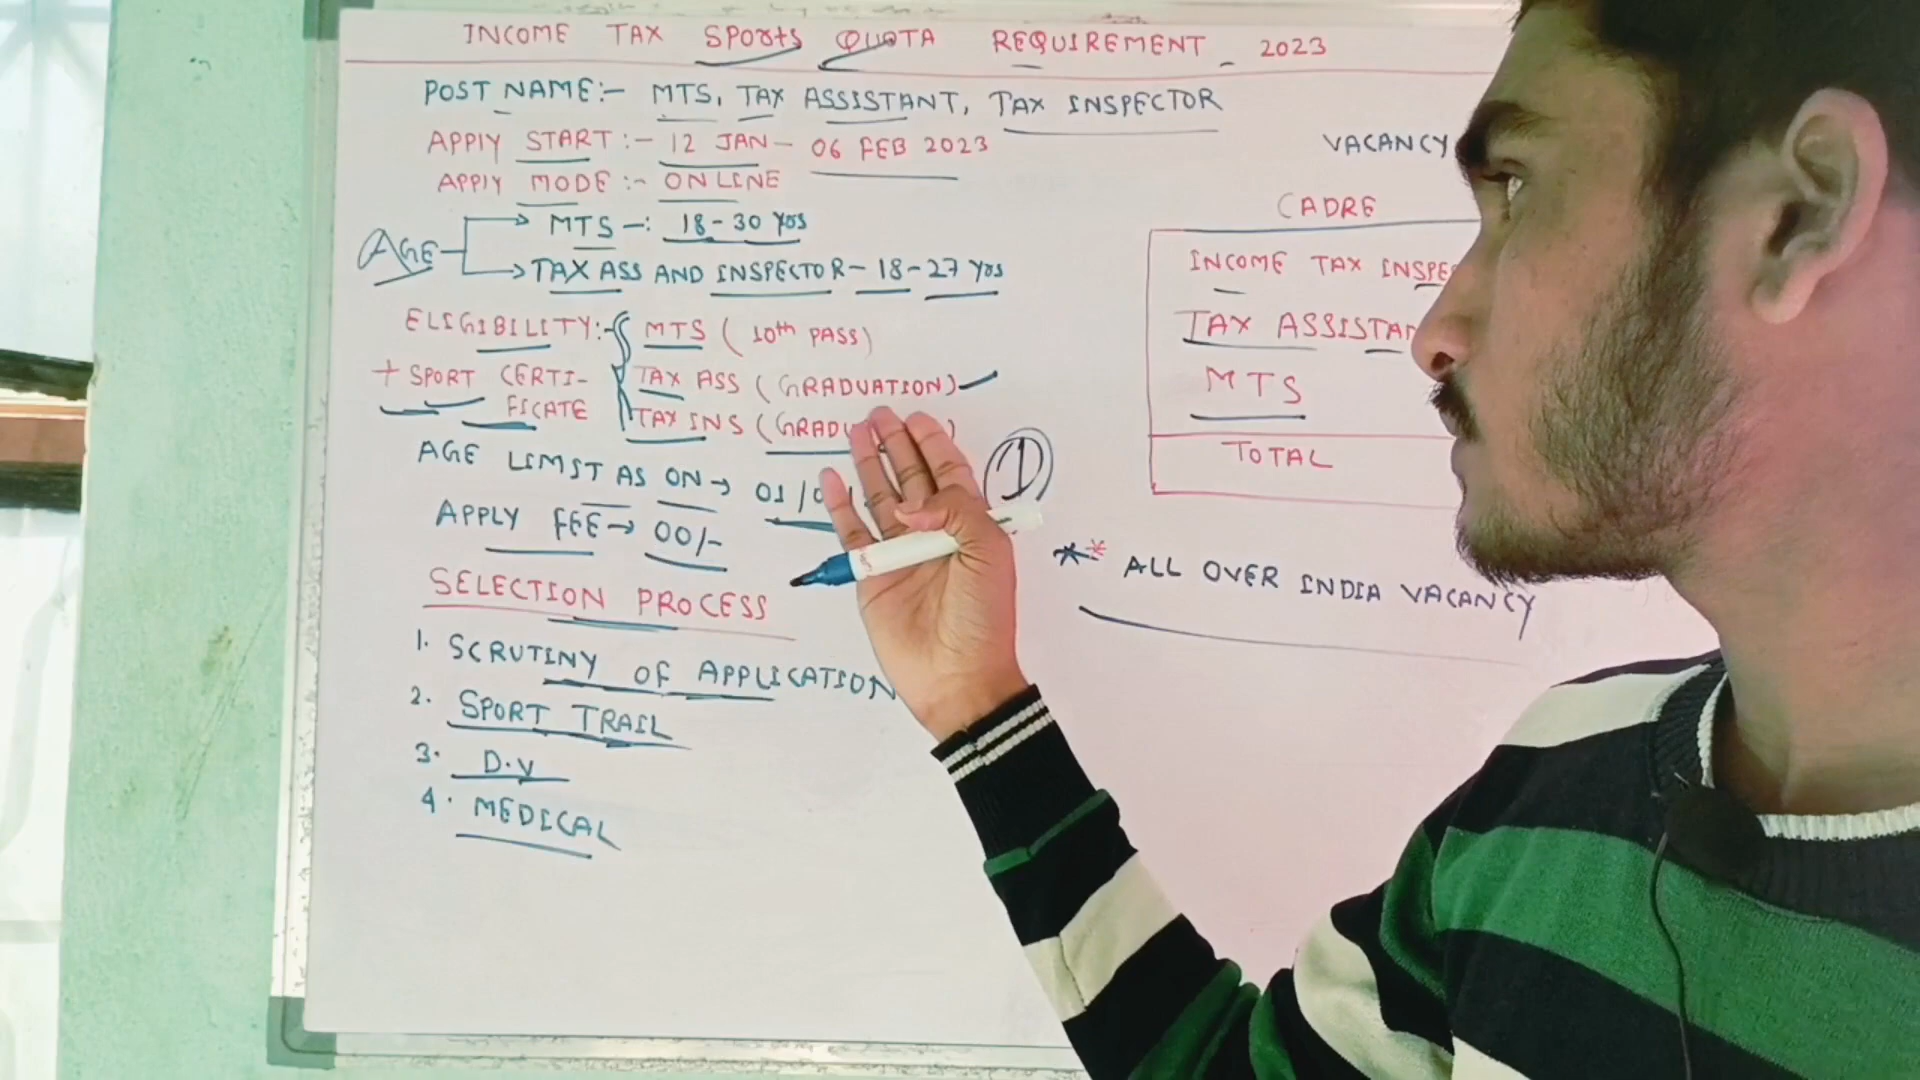 INCOME TAX SPORTS QUOTA REQUIREMENT - 2023
POST NAME:- MTS, TAX ASSISTANT, TAX INSPECTOR
APPLY START:- 12 JAN - 06 FEB 2023
APPLY MODE:- ONLINE
AGE
MTS -: 18-30 YRS
TAX ASS AND INSPECTOR - 18-27 YRS
ELIGIBILITY:-
MTS (10th PASS)
+ SPORT CERTI-
FICATE
TAX ASS (GRADUATION)
TAX INS (GRADU
AGE LIMIT AS ON → 01/0
APPLY FEE → 00/-
1
SELECTION PROCESS
1. SCRUTINY OF APPLICATION
2. SPORT TRAIL
3. D.V
4. MEDICAL
VACANCY
CADRE
INCOME TAX INSPE
TAX ASSISTAN
MTS
TOTAL
** ALL OVER INDIA VACANCY